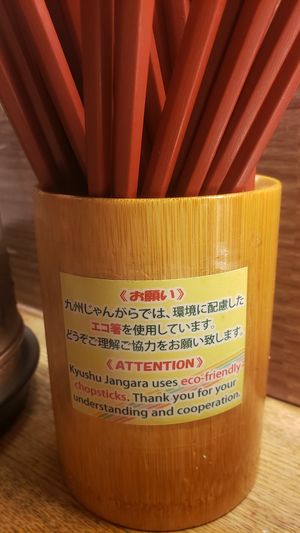 《お願い》
九州じゃんがらでは、環境に配慮した
エコ箸を使用しています。
どうぞご理解ご協力をお願い致します。
《ATTENTION》
Kyushu Jangara uses eco-friendly
chopsticks. Thank you for your
understanding and cooperation.